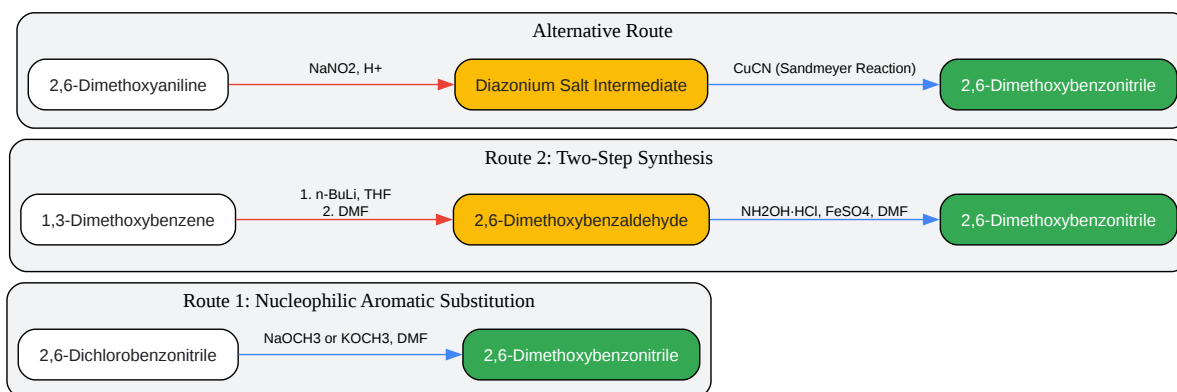 Alternative Route
2,6-Dimethoxyaniline
NaNO2, H+
Diazonium Salt Intermediate
CuCN (Sandmeyer Reaction)
2,6-Dimethoxybenzonitrile
Route 2: Two-Step Synthesis
1,3-Dimethoxybenzene
1. n-BuLi, THF
2. DMF
2,6-Dimethoxybenzaldehyde
NH2OH·HCl, FeSO4, DMF
2,6-Dimethoxybenzonitrile
Route 1: Nucleophilic Aromatic Substitution
2,6-Dichlorobenzonitrile
NaOCH3 or KOCH3, DMF
2,6-Dimethoxybenzonitrile